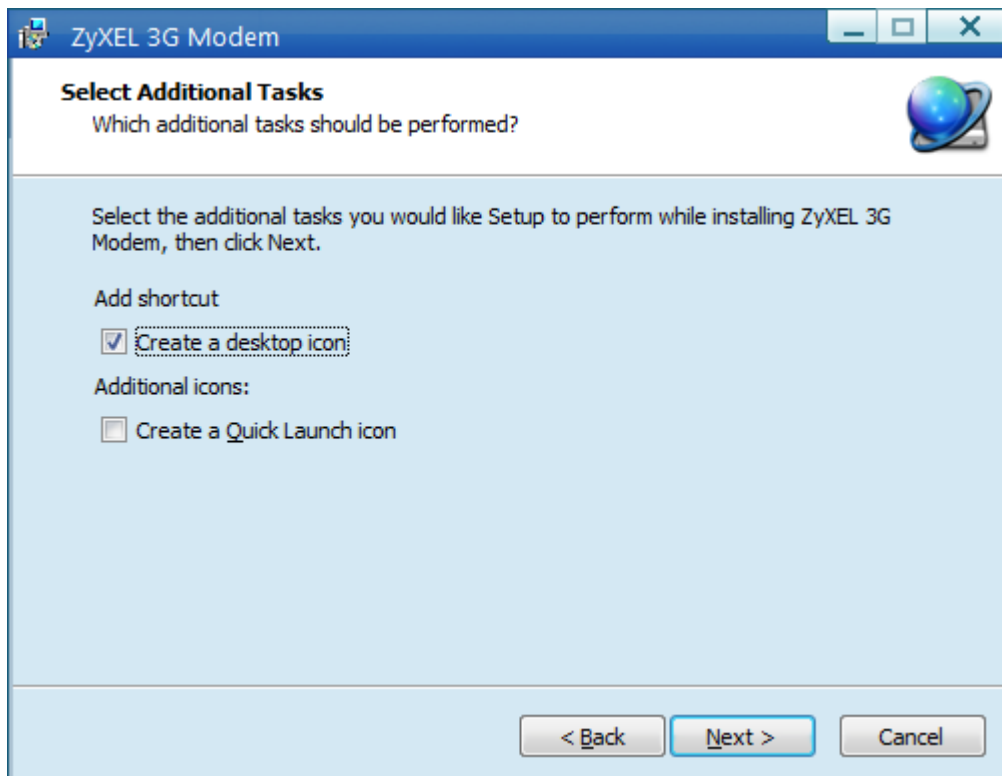 ZyXEL 3G Modem
Select Additional Tasks
Which additional tasks should be performed?
Select the additional tasks you would like Setup to perform while installing ZyXEL 3G
Modem, then click Next.
Add shortcut
Create a desktop icon
Additional icons:
Create a Quick Launch icon
< Back Next > Cancel